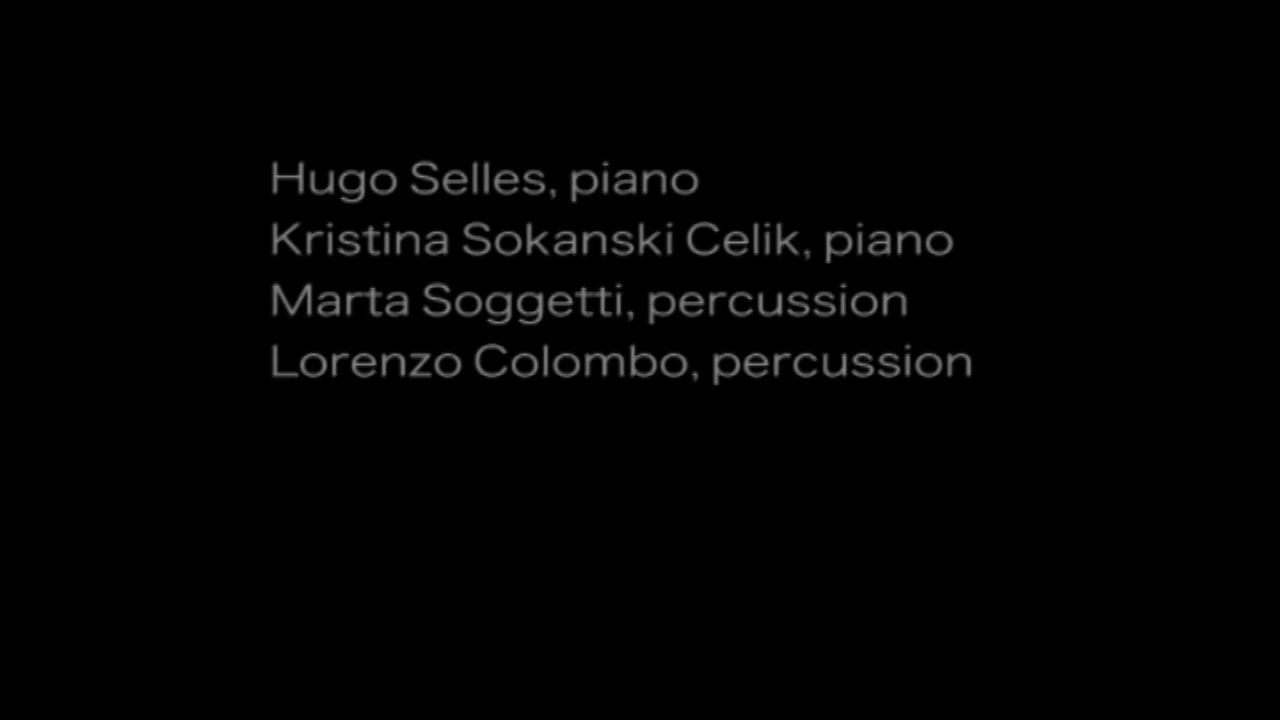 Hugo Selles, piano
Kristina Sokanski Celik, piano
Marta Soggetti, percussion
Lorenzo Colombo, percussion